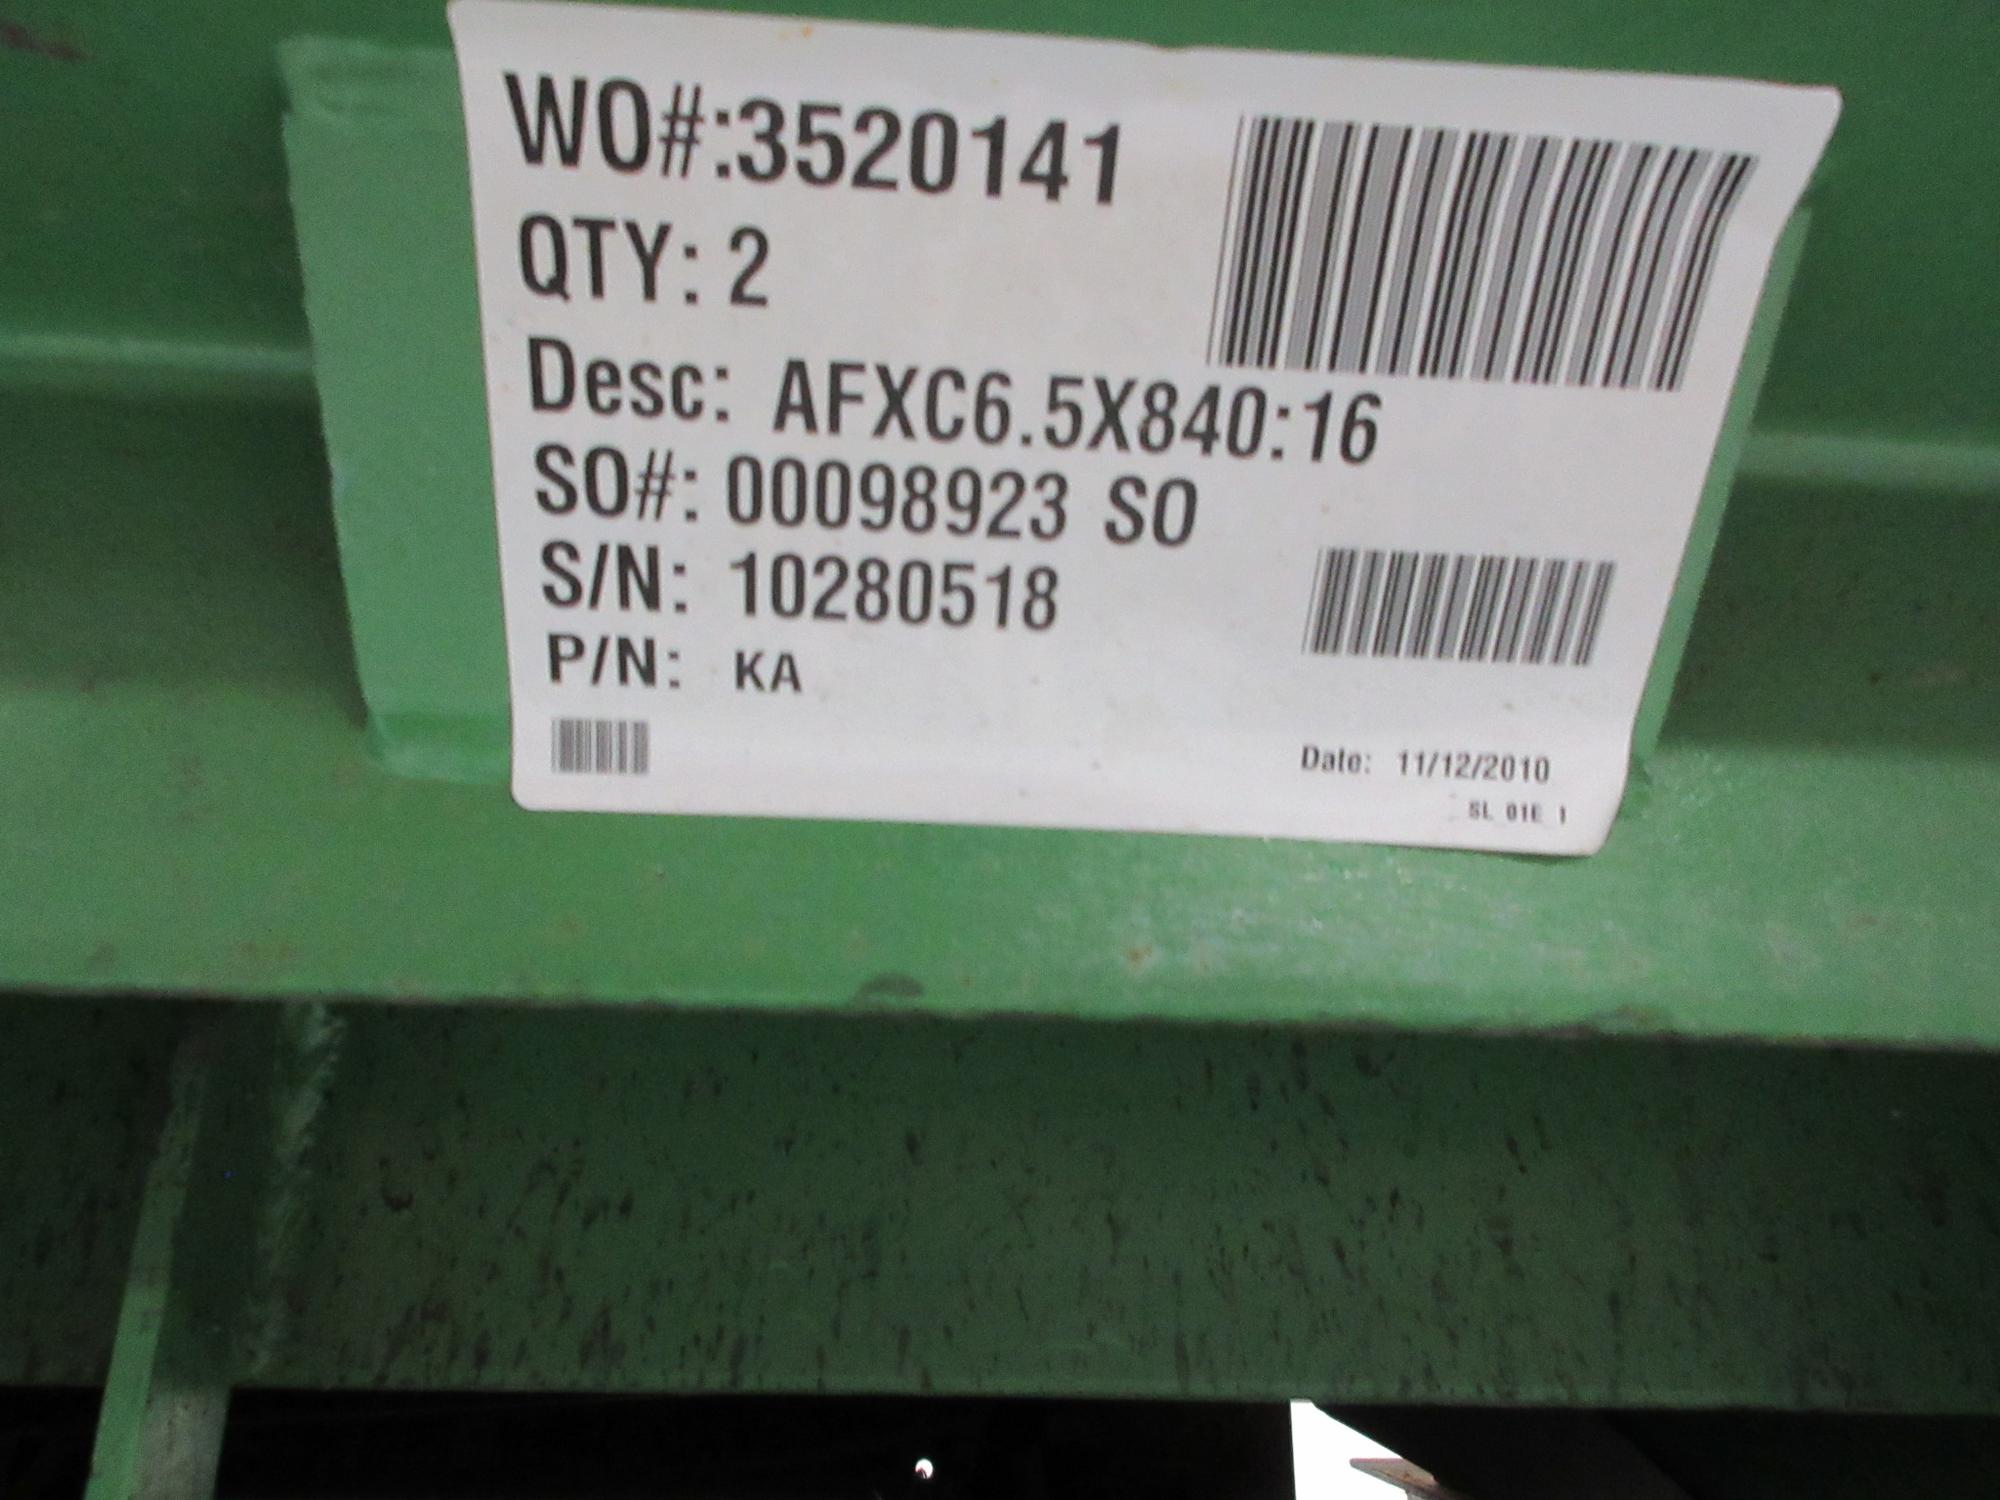 WO#:3520141
QTY: 2
Desc: AFXC6.5X840:16
SO#: 00098923 SO
S/N: 10280518
P/N: KA
Date: 11/12/2010
SL 01E 1